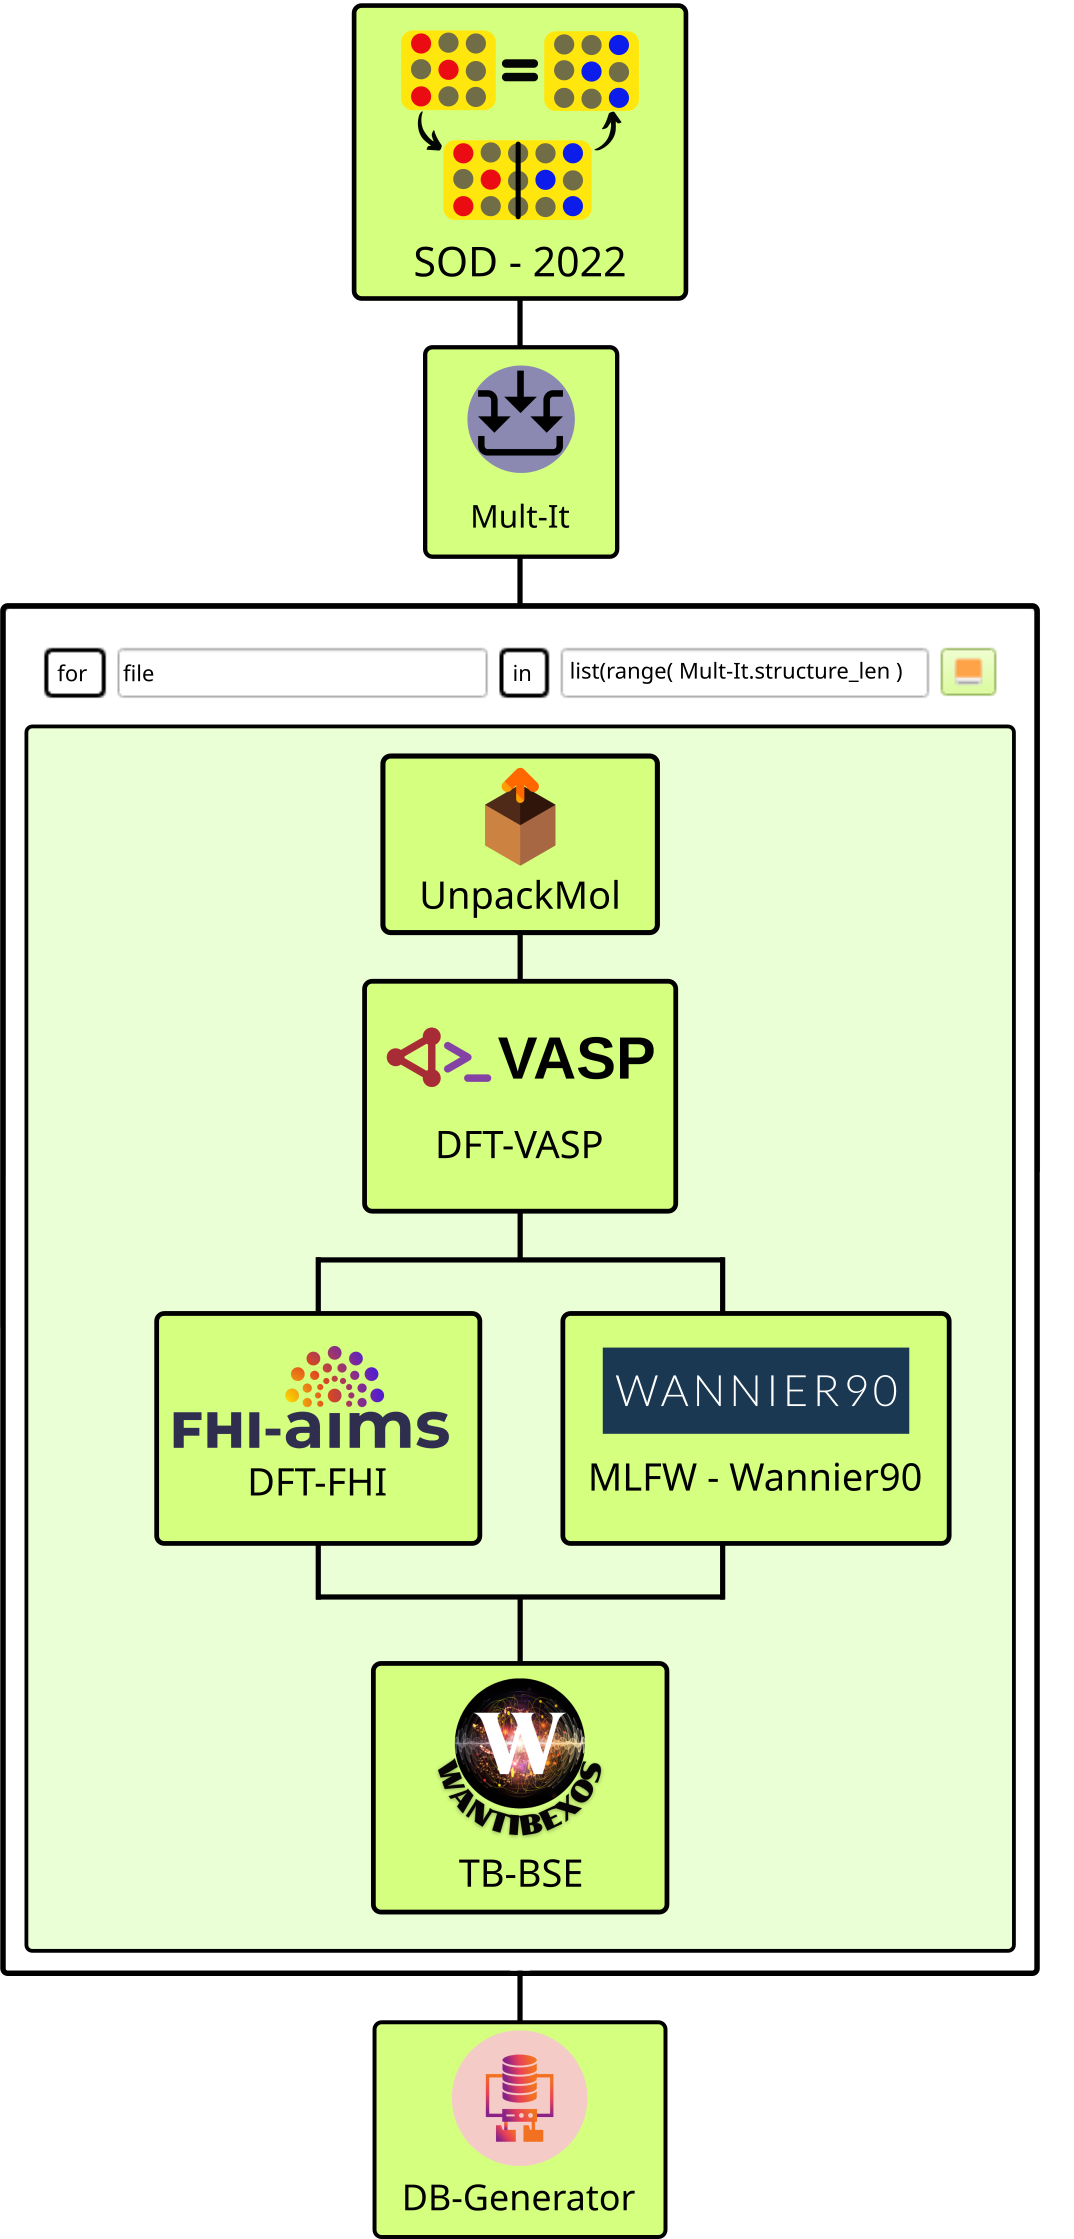 SOD - 2022
Mult-It
for file in list(range( Mult-It.structure_len )
UnpackMol
VASP
DFT-VASP
FHI-aims
DFT-FHI
WANNIER90
MLFW - Wannier90
W
WANTIBEXOS
TB-BSE
DB-Generator